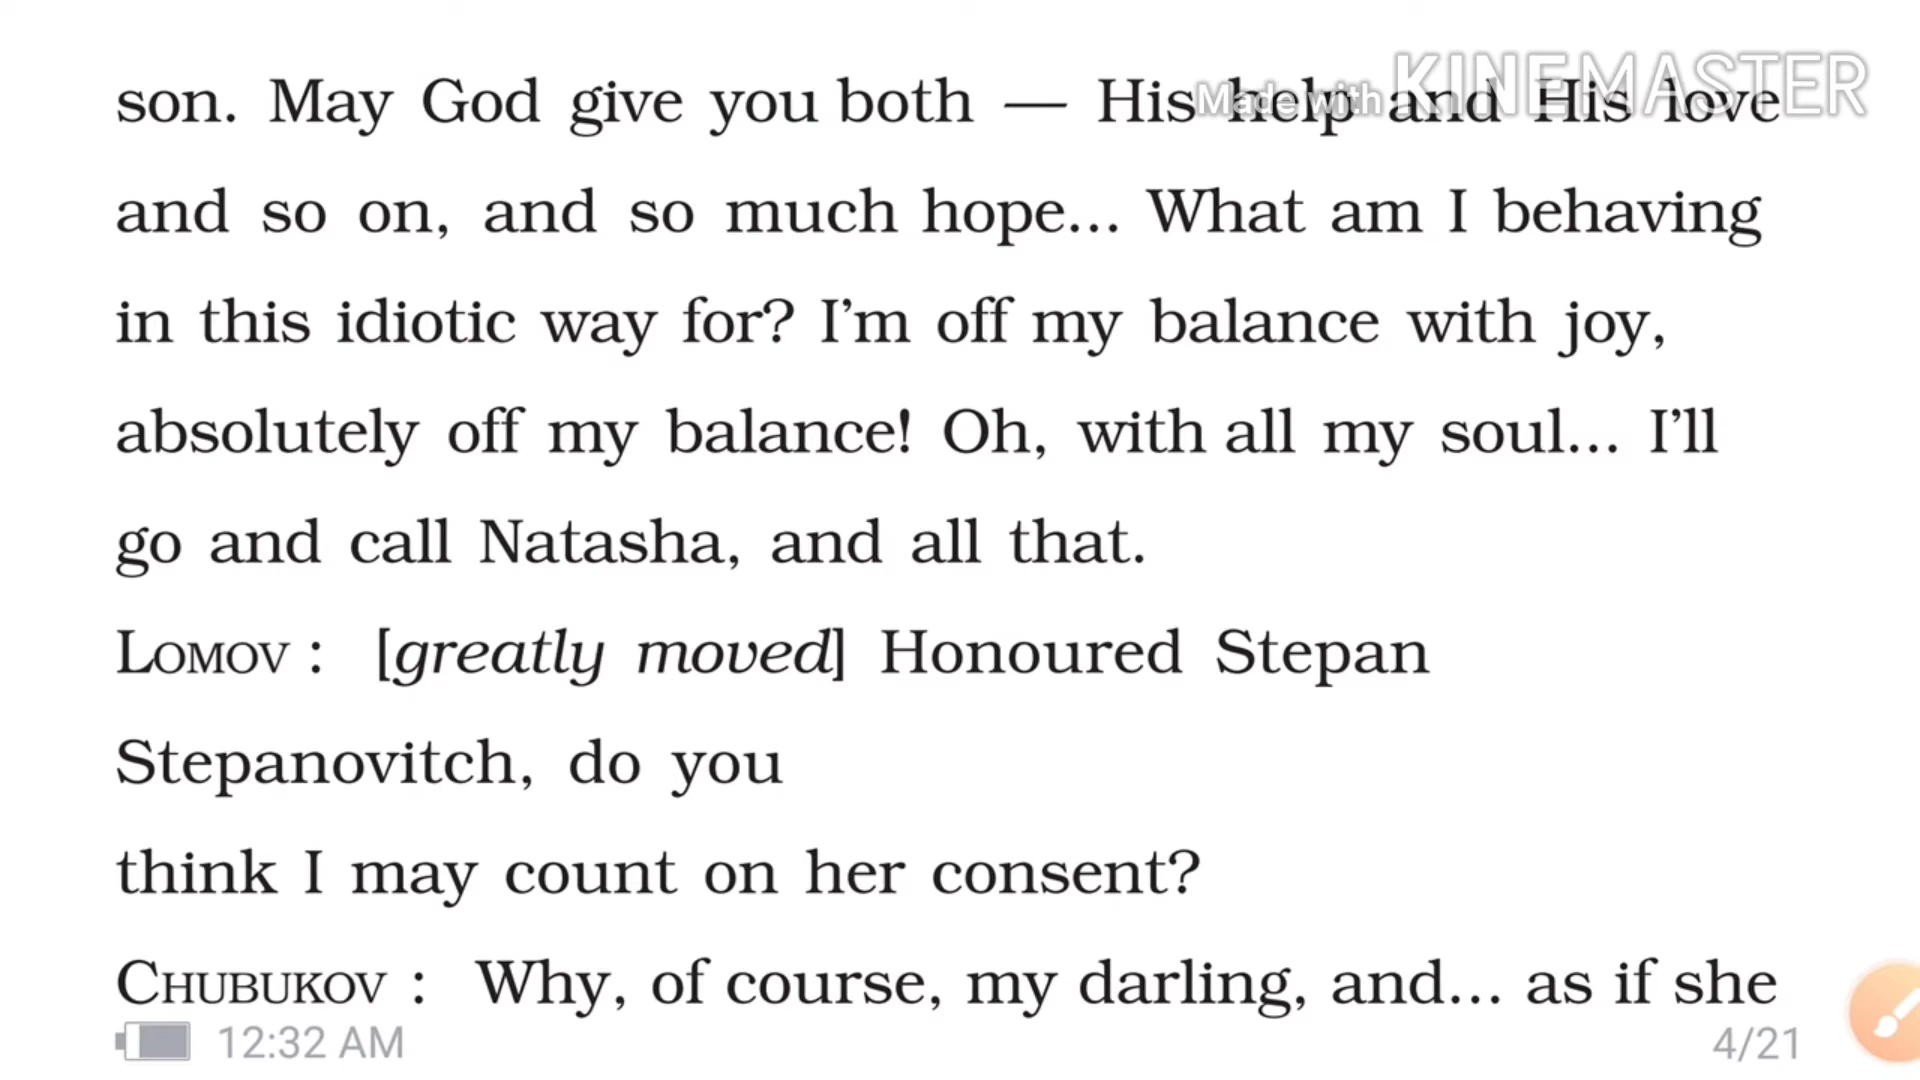 son. May God give you both — His help and His love
Made with KINEMASTER
and so on, and so much hope... What am I behaving
in this idiotic way for? I'm off my balance with joy,
absolutely off my balance! Oh, with all my soul... I'll
go and call Natasha, and all that.
LOMOV : [greatly moved] Honoured Stepan
Stepanovitch, do you
think I may count on her consent?
CHUBUKOV : Why, of course, my darling, and... as if she
12:32 AM
4/21